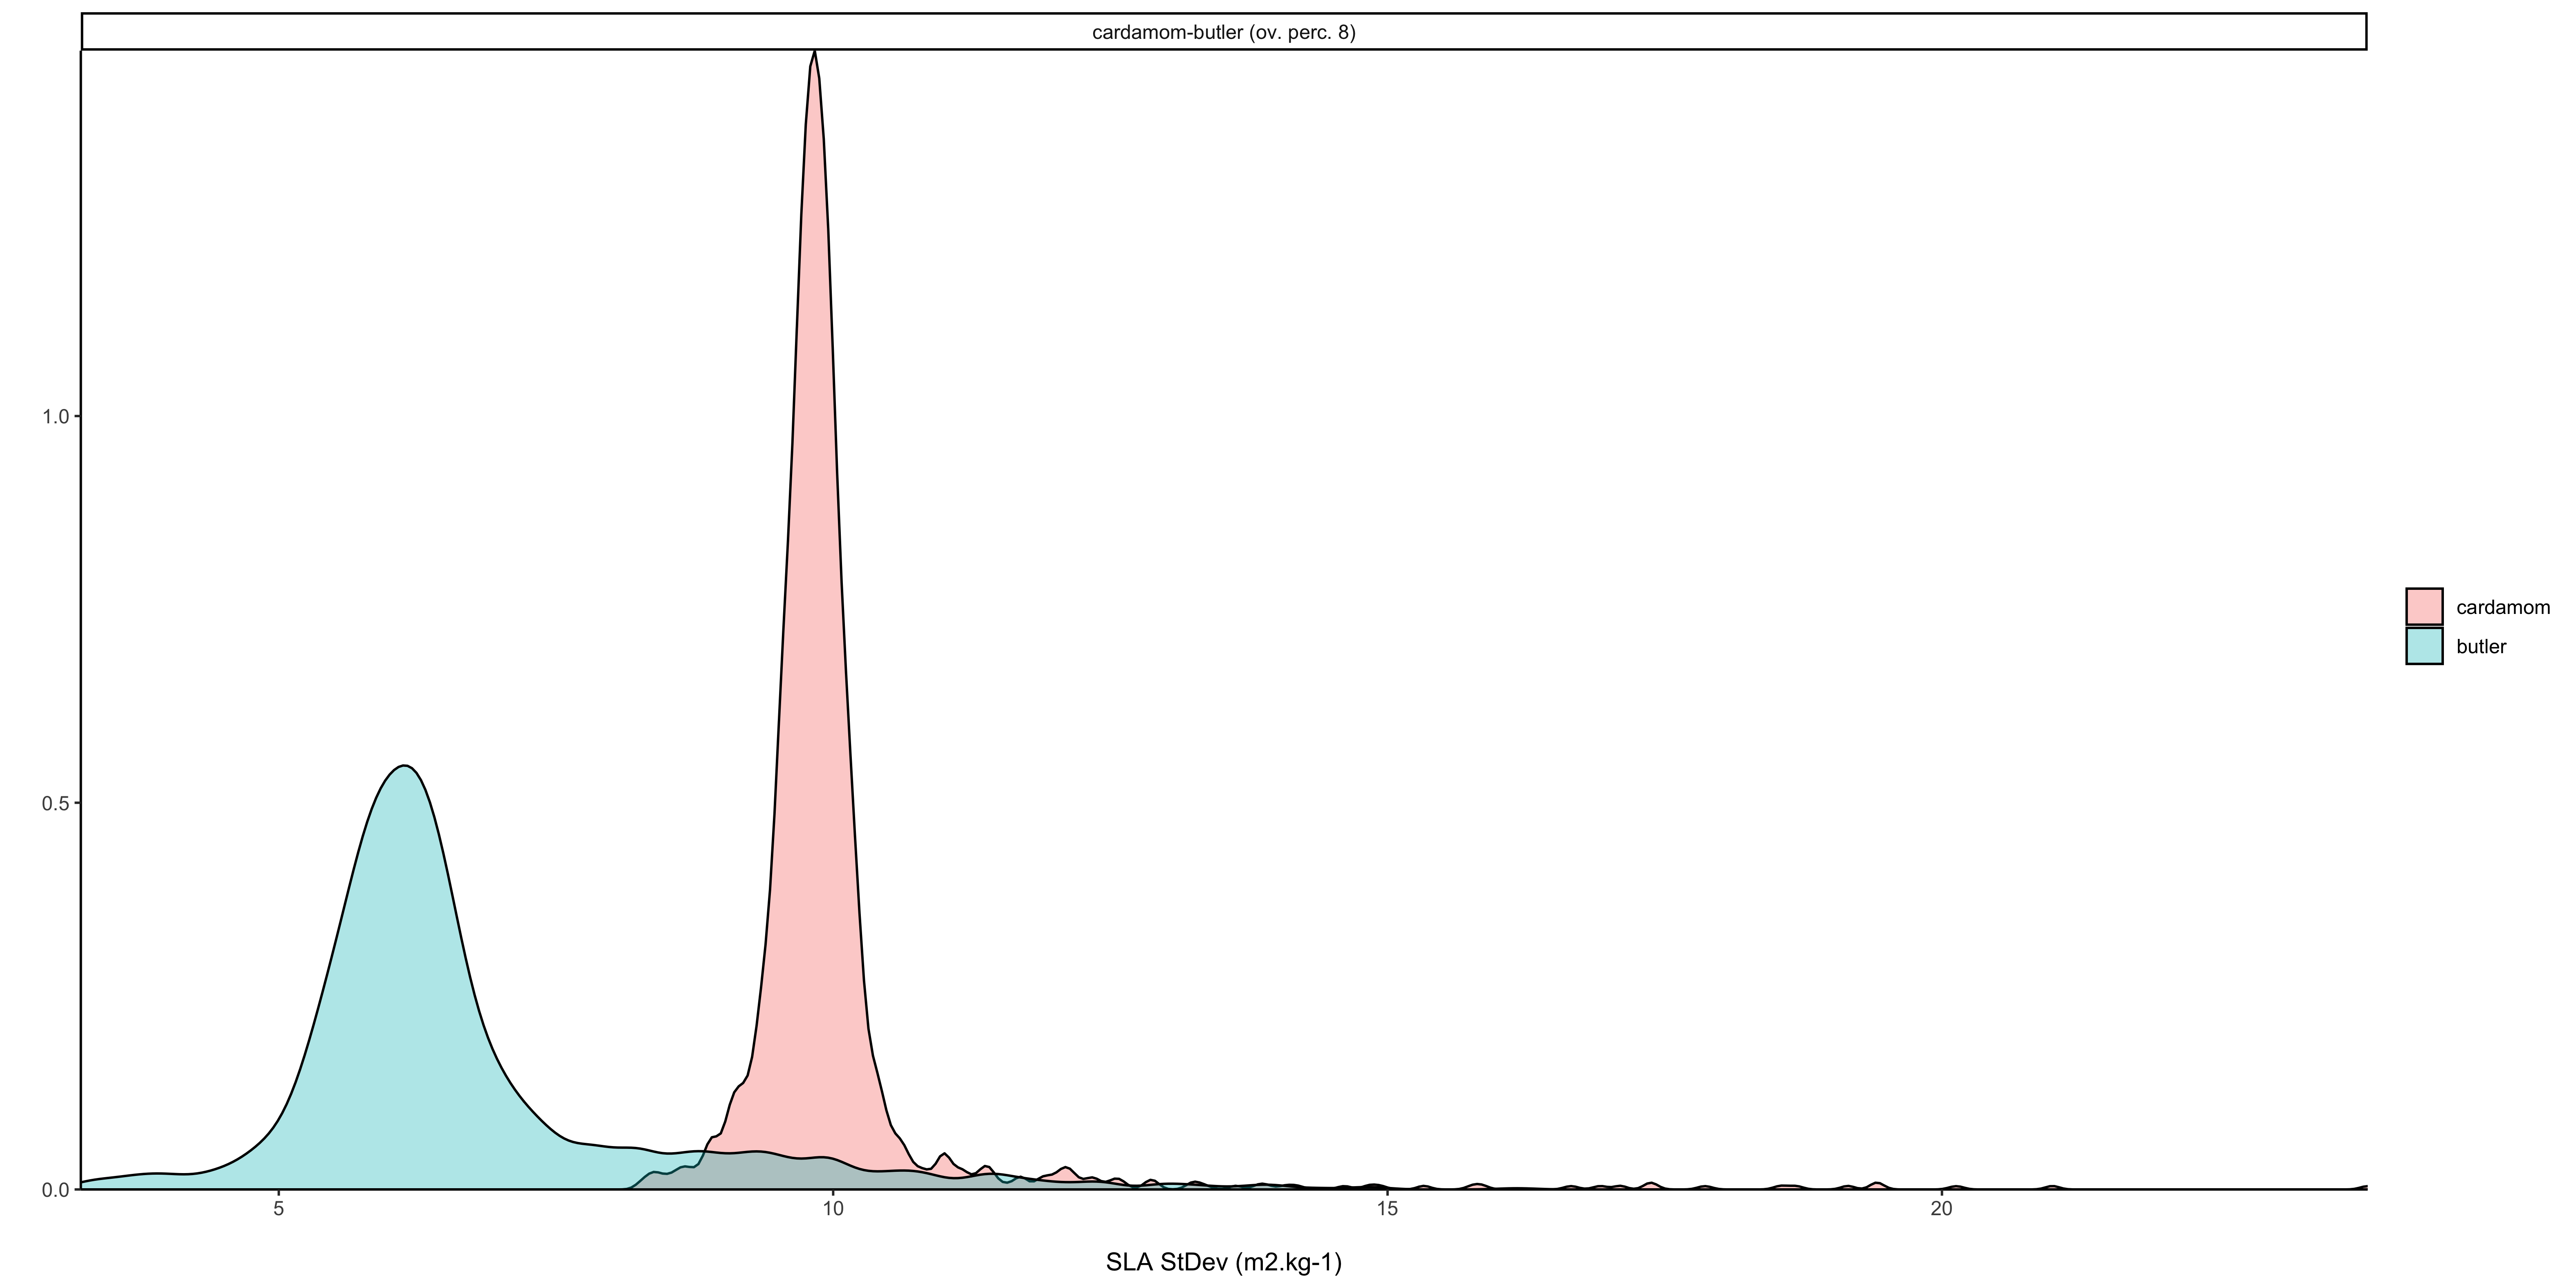 cardamom-butler (ov. perc. 8)
1.0
0.5
0.0
5
10
15
20
SLA StDev (m2.kg-1)
cardamom
butler